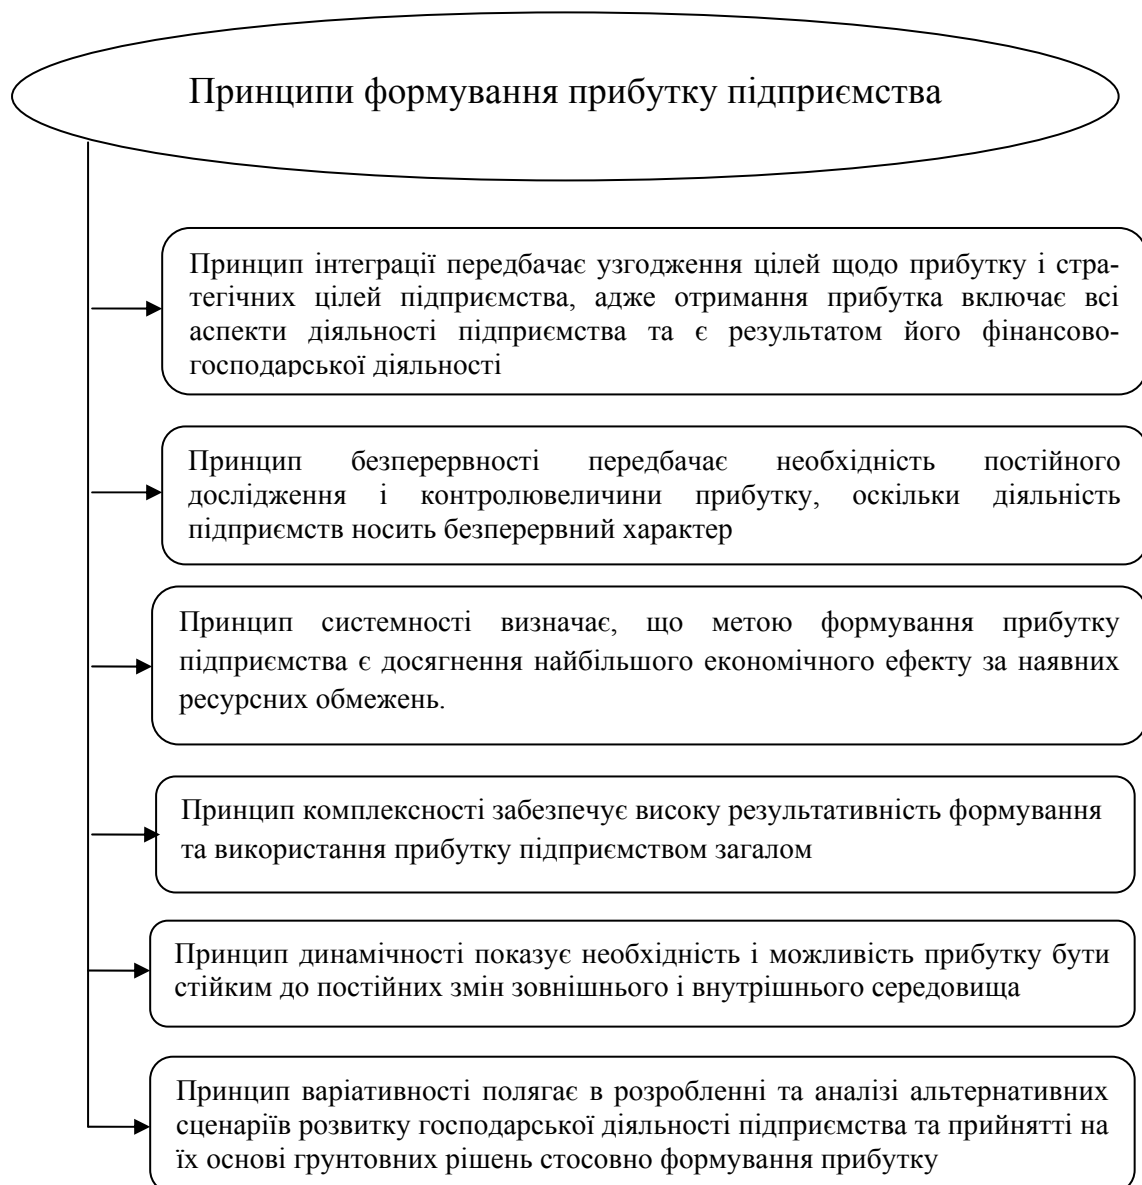 Принципи формування прибутку підприємства
Принцип інтеграції передбачає узгодження цілей щодо прибутку і стра-
тегічних цілей підприємства, адже отримання прибутка включає всі
аспекти діяльності підприємства та є результатом його фінансово-
господарської діяльності
Принцип безперервності передбачає необхідність постійного
дослідження і контролювеличини прибутку, оскільки діяльність
підприємств носить безперервний характер
Принцип системності визначає, що метою формування прибутку
підприємства є досягнення найбільшого економічного ефекту за наявних
ресурсних обмежень.
Принцип комплексності забезпечує високу результативність формування
та використання прибутку підприємством загалом
Принцип динамічності показує необхідність і можливість прибутку бути
стійким до постійних змін зовнішнього і внутрішнього середовища
Принцип варіативності полягає в розробленні та аналізі альтернативних
сценаріїв розвитку господарської діяльності підприємства та прийнятті на
їх основі грунтовних рішень стосовно формування прибутку